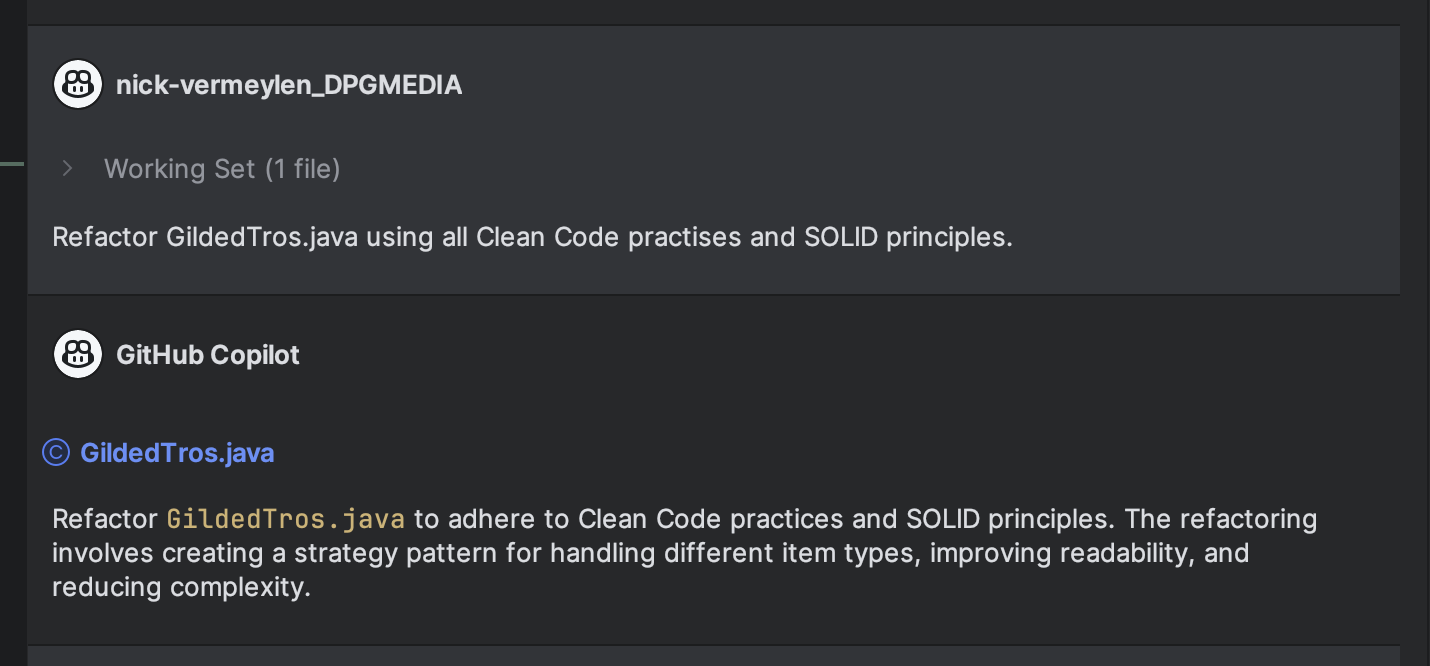 nick-vermeylen_DPGMEDIA
Working Set (1 file)
Refactor GildedTros.java using all Clean Code practises and SOLID principles.
GitHub Copilot
GildedTros.java
Refactor GildedTros.java to adhere to Clean Code practices and SOLID principles. The refactoring
involves creating a strategy pattern for handling different item types, improving readability, and
reducing complexity.